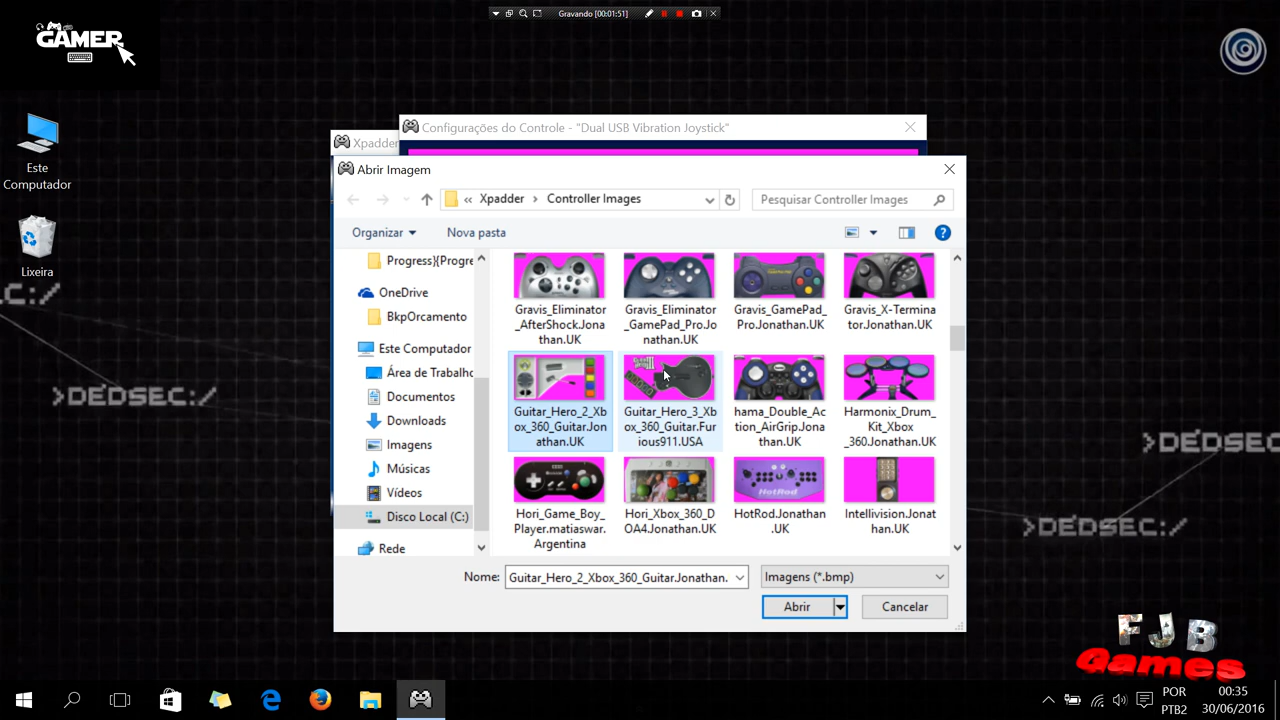 Gravando [00:01:51]
GAMER
Este
Computador
Lixeira
Configurações do Controle - "Dual USB Vibration Joystick"
Xpadder
Abrir Imagem
« Xpadder > Controller Images
Pesquisar Controller Images
Organizar
Nova pasta
Progress}{Progre
OneDrive
BkpOrcamento
Este Computador
Área de Trabalho
Documentos
Downloads
Imagens
Músicas
Vídeos
Disco Local (C:)
Rede
Gravis_Eliminator
_AfterShock.Jona
than.UK
Gravis_Eliminator
_GamePad_Pro.Jo
nathan.UK
Gravis_GamePad_
Pro.Jonathan.UK
Gravis_X-Termina
tor.Jonathan.UK
Guitar_Hero_2_Xb
ox_360_Guitar.Jon
athan.UK
Guitar_Hero_3_Xb
ox_360_Guitar.Fur
ious911.USA
hama_Double_Ac
tion_AirGrip.Jona
than.UK
Harmonix_Drum_
Kit_Xbox
_360.Jonathan.UK
Hori_Game_Boy_
Player.matiaswar.
Argentina
Hori_Xbox_360_D
OA4.Jonathan.UK
HotRod
HotRod.Jonathan
.UK
Intellivision.Jonat
han.UK
Nome:
Guitar_Hero_2_Xbox_360_Guitar.Jonathan.
Imagens (*.bmp)
Abrir
Cancelar
C:/
>DEDSEC:/
>DEDSEC:/
>DEDSEC:/
FJB
Games
POR
PTB2
00:35
30/06/2016